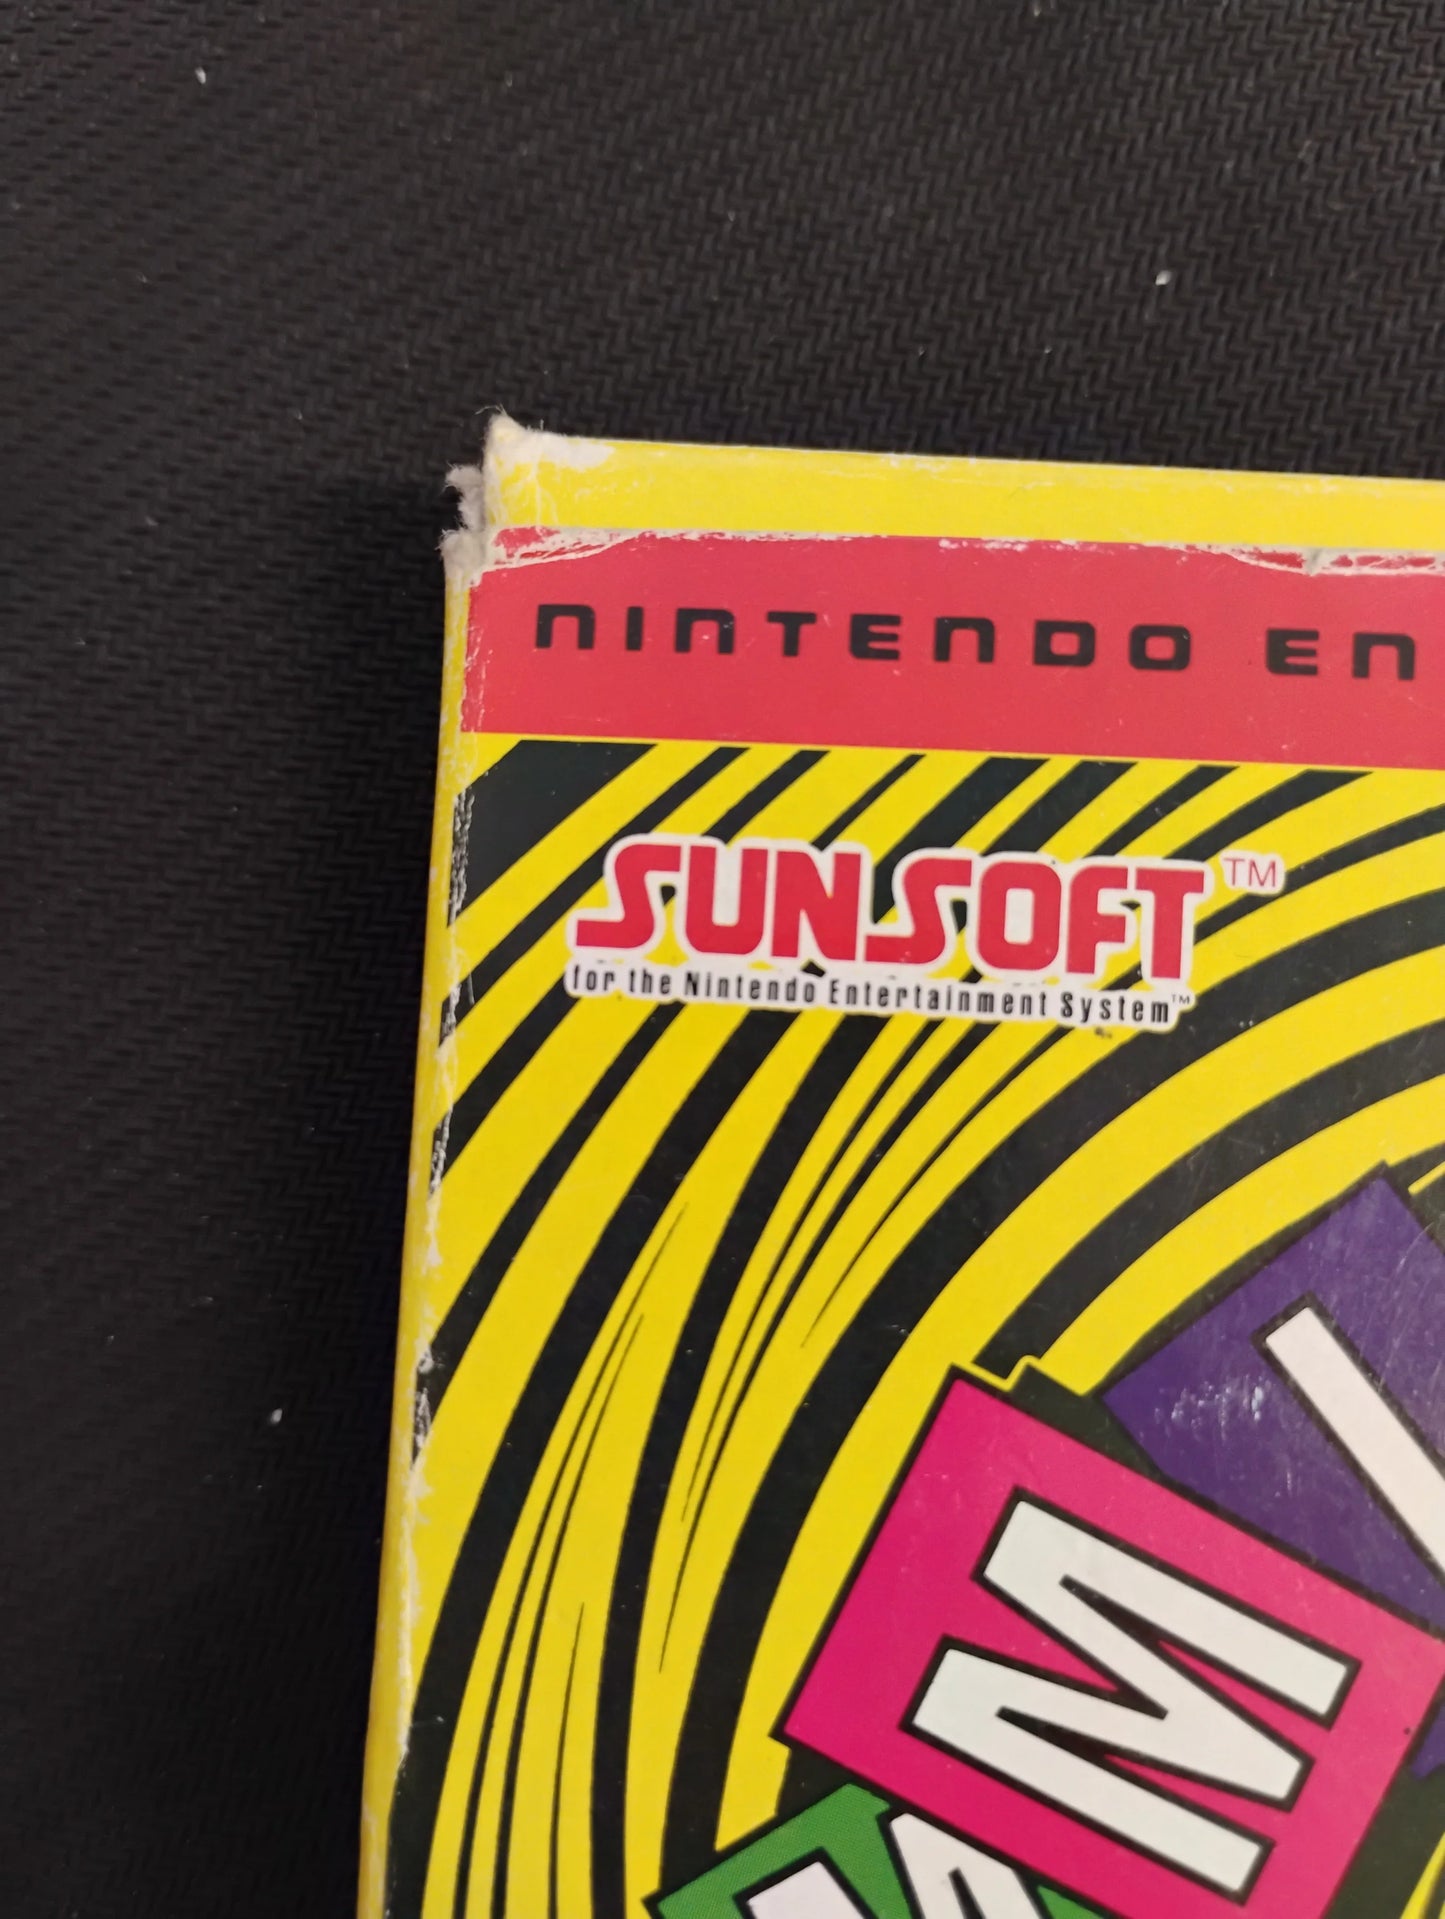 NINTENDO EN
SUNSOFT™
for the Nintendo Entertainment System™
M